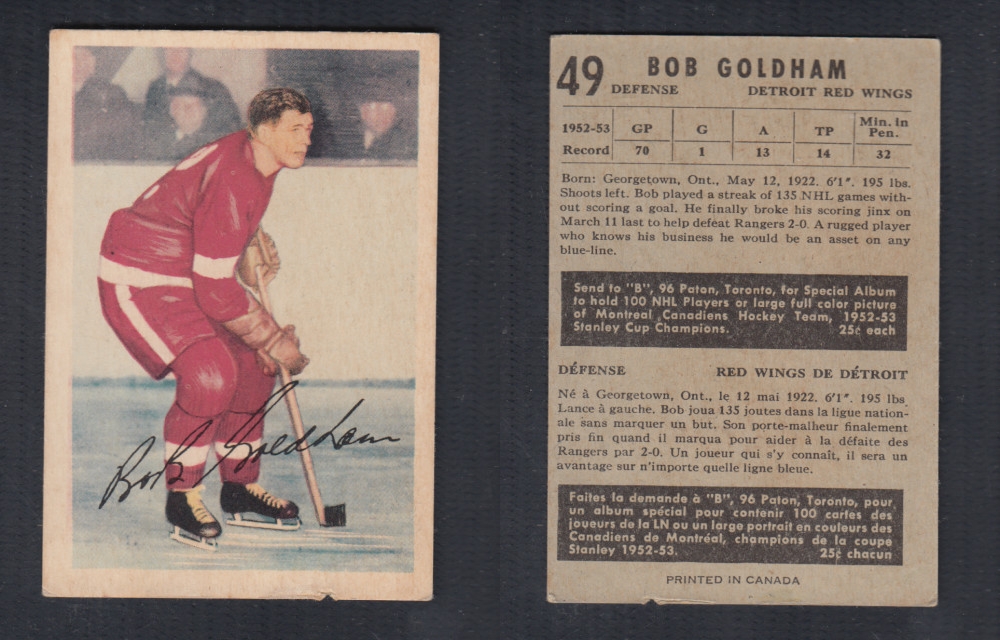 Bob Goldham
49 BOB GOLDHAM
DEFENSE DETROIT RED WINGS
1952-53 GP G A TP Min. in Pen.
Record 70 1 13 14 32
Born: Georgetown, Ont., May 12, 1922. 6'1". 195 lbs.
Shoots left. Bob played a streak of 135 NHL games with-
out scoring a goal. He finally broke his scoring jinx on
March 11 last to help defeat Rangers 2-0. A rugged player
who knows his business he would be an asset on any
blue-line.
Send to "B", 96 Paton, Toronto, for Special Album
to hold 100 NHL Players or large full color picture
of Montreal Canadiens Hockey Team, 1952-53
Stanley Cup Champions. 25¢ each
DÉFENSE RED WINGS DE DÉTROIT
Né à Georgetown, Ont., le 12 mai 1922. 6'1". 195 lbs.
Lance à gauche. Bob joua 135 joutes dans la ligue nation-
ale sans marquer un but. Son porte-malheur finalement
pris fin quand il marqua pour aider à la défaite des
Rangers par 2-0. Un joueur qui s'y connaît, il sera un
avantage sur n'importe quelle ligne bleue.
Faites la demande à "B", 96 Paton, Toronto, pour
un album spécial pour contenir 100 cartes des
joueurs de la LN ou un large portrait en couleurs des
Canadiens de Montréal, champions de la coupe
Stanley 1952-53. 25¢ chacun
PRINTED IN CANADA